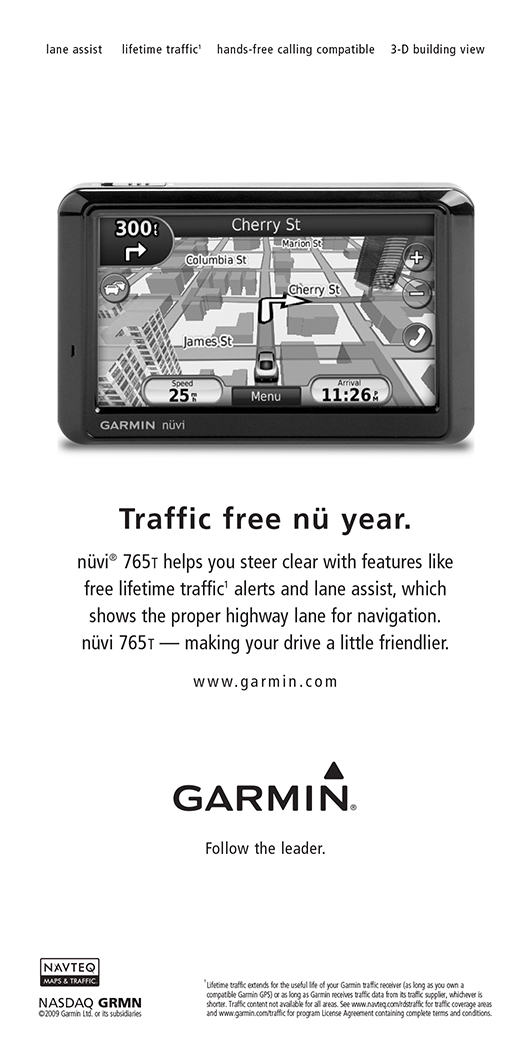 lane assist lifetime traffic¹ hands-free calling compatible 3-D building view
300ft
Cherry St
Marion St
Columbia St
Cherry St
James St
Speed
25mh
Menu
Arrival
11:26PM
GARMIN nüvi
Traffic free nü year.
nüvi® 765T helps you steer clear with features like
free lifetime traffic¹ alerts and lane assist, which
shows the proper highway lane for navigation.
nüvi 765T — making your drive a little friendlier.
www.garmin.com
GARMIN®
Follow the leader.
NAVTEQ
MAPS & TRAFFIC
NASDAQ GRMN
©2009 Garmin Ltd. or its subsidiaries
¹Lifetime traffic extends for the useful life of your Garmin traffic receiver (as long as you own a
compatible Garmin GPS) or as long as Garmin receives traffic data from its traffic supplier, whichever is
shorter. Traffic content not available for all areas. See www.navteq.com/rdstraffic for traffic coverage areas
and www.garmin.com/traffic for program License Agreement containing complete terms and conditions.